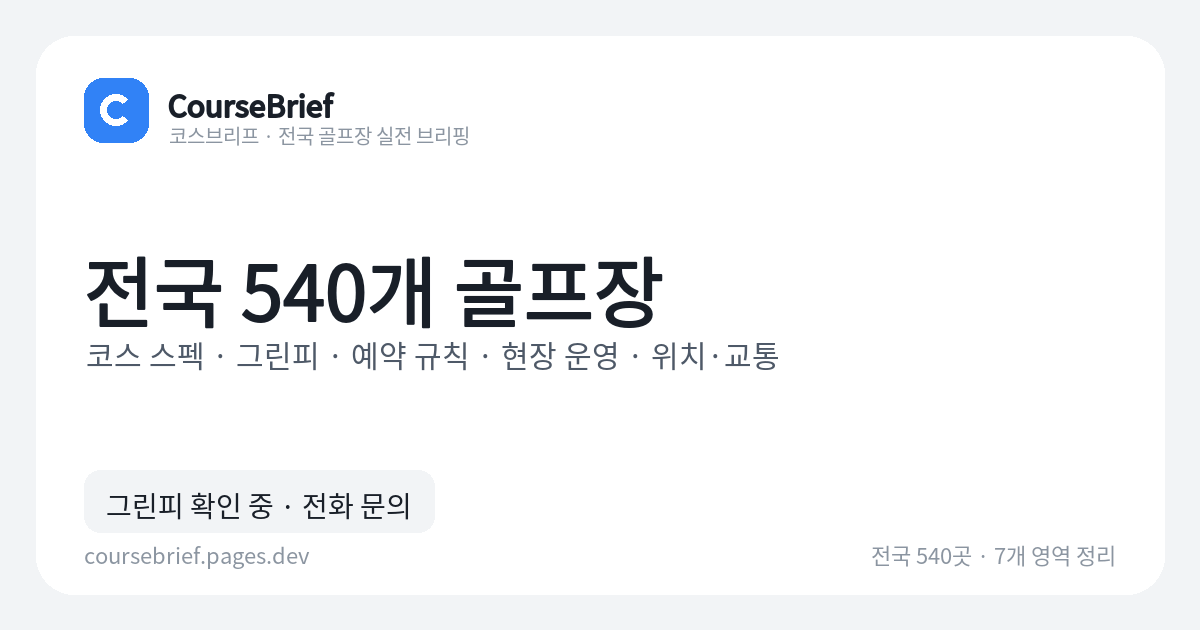 C
CourseBrief
코스브리프 · 전국 골프장 실전 브리핑
전국 540개 골프장
코스 스펙 · 그린피 · 예약 규칙 · 현장 운영 · 위치·교통
그린피 확인 중 · 전화 문의
coursebrief.pages.dev
전국 540곳 · 7개 영역 정리